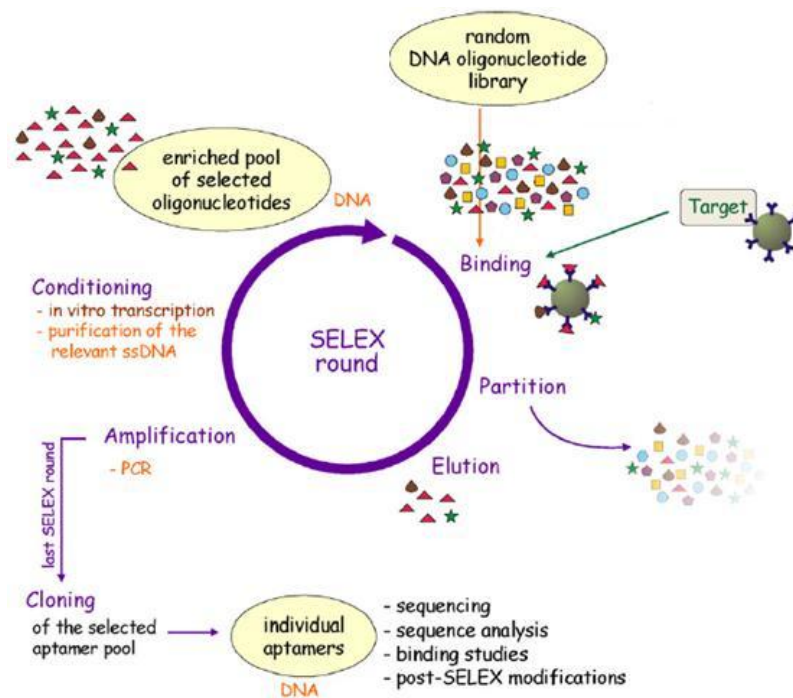 random
DNA oligonucleotide
library
enriched pool
of selected
oligonucleotides
DNA
Target
Binding
Conditioning
- in vitro transcription
- purification of the
relevant ssDNA
SELEX
round
Partition
Amplification
- PCR
Elution
last SELEX round
Cloning
of the selected
aptamer pool
individual
aptamers
DNA
- sequencing
- sequence analysis
- binding studies
- post-SELEX modifications